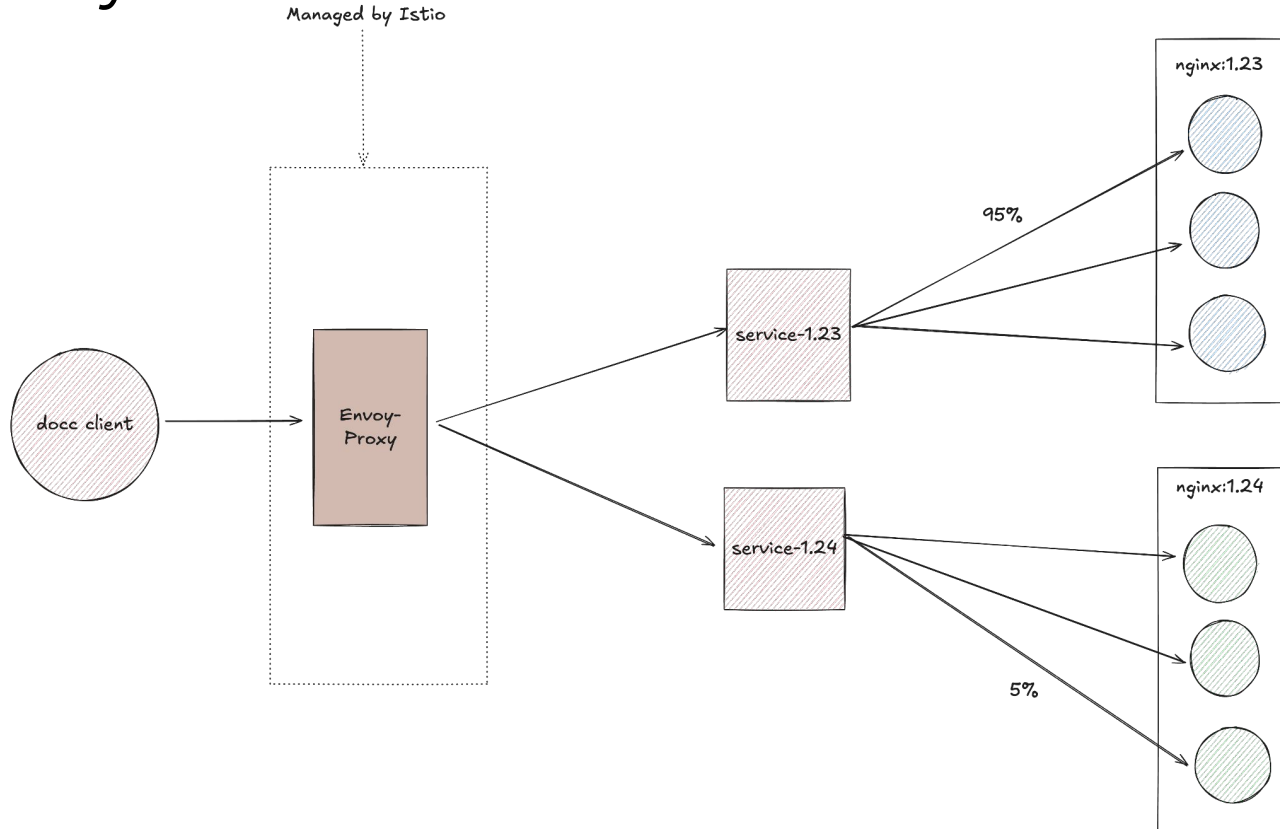 Managed by Istio
nginx:1.23
95%
service-1.23
docc client
Envoy-
Proxy
nginx:1.24
service-1.24
5%